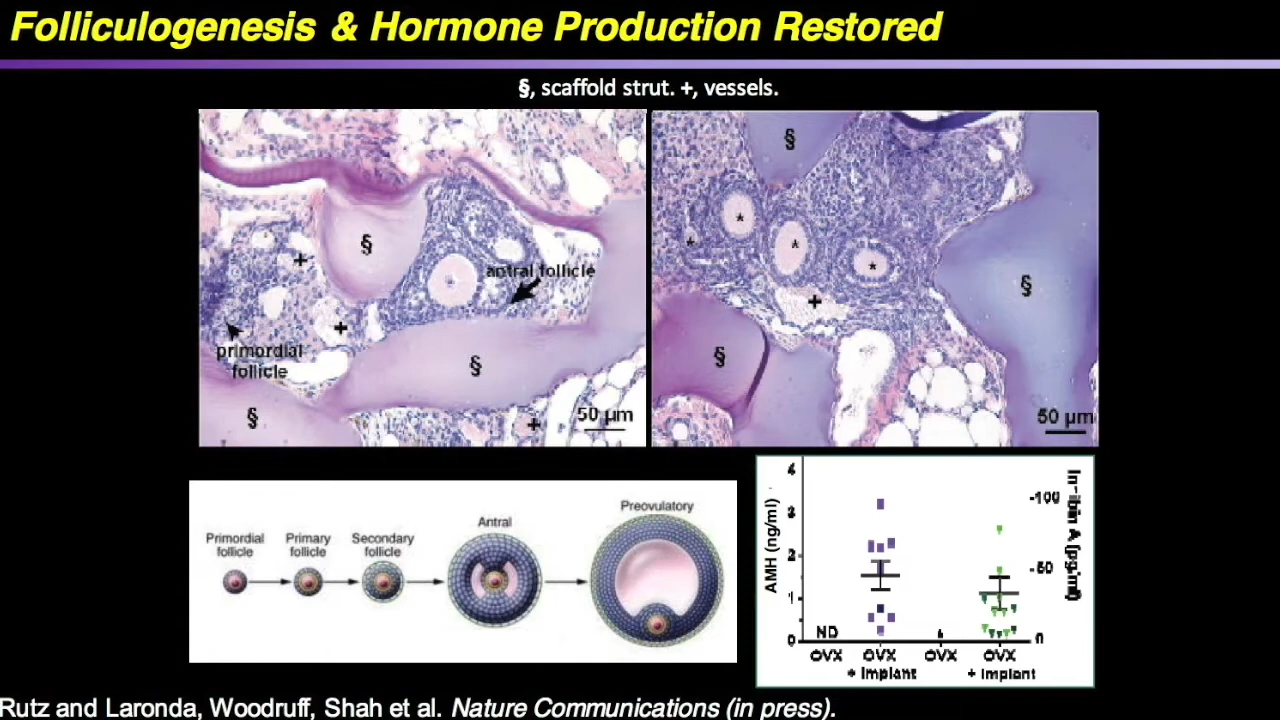 Folliculogenesis & Hormone Production Restored
§, scaffold strut. +, vessels.
§
+
antral follicle
+
primordial
follicle
§
§
50 µm
+
§
*
*
*
*
§
+
§
50 µm
Primordial
follicle
Primary
follicle
Secondary
follicle
Antral
Preovulatory
AMH (ng/ml)
4
3
2
1
0
ND
OVX
OVX
+ Implant
OVX
OVX
+ Implant
-100
-50
0
Rutz and Laronda, Woodruff, Shah et al. Nature Communications (in press).